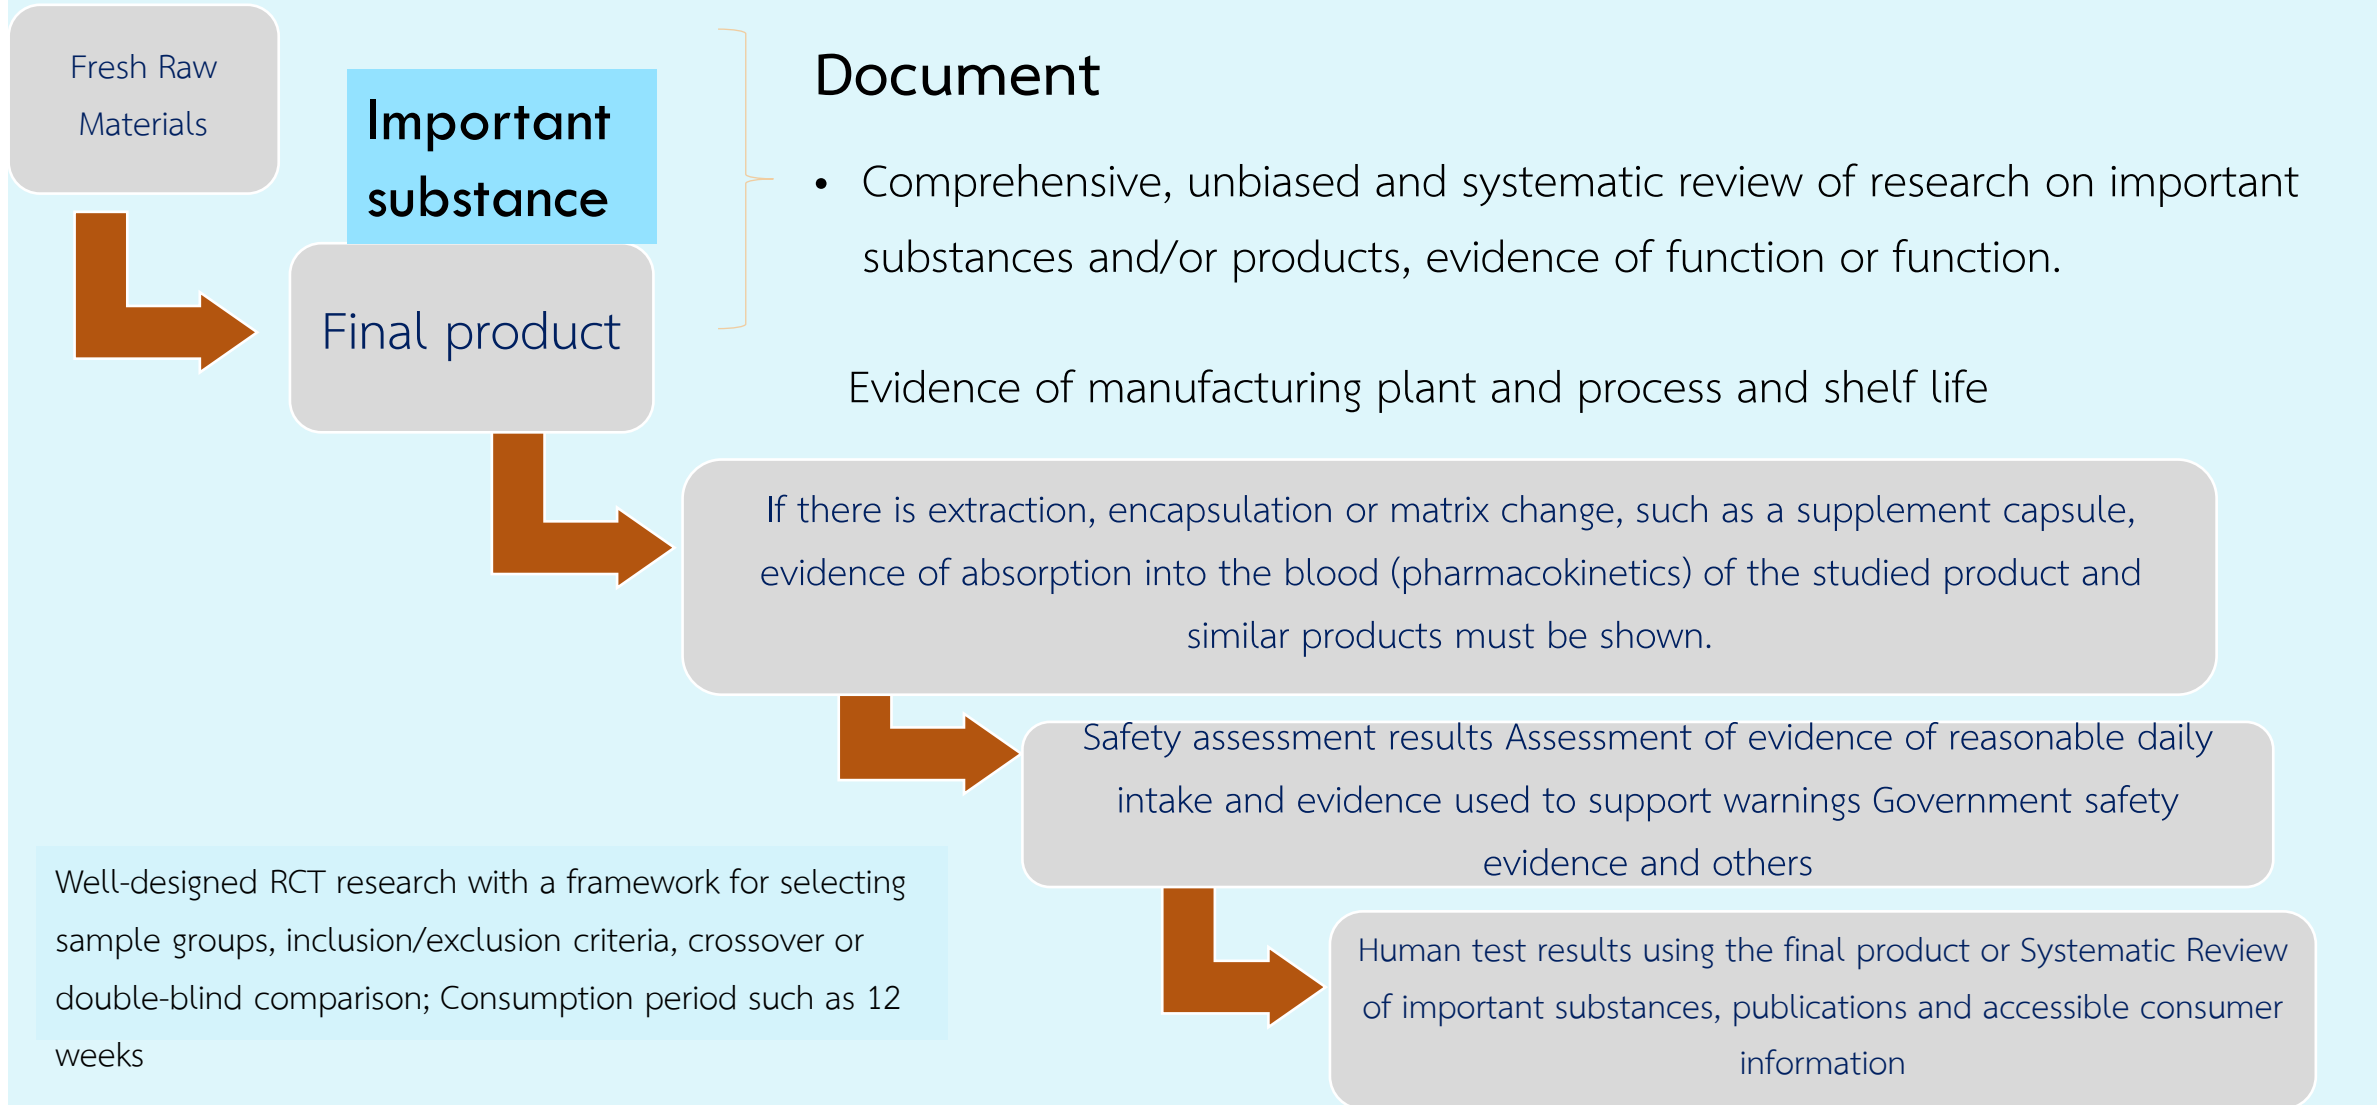 Fresh Raw
Materials
Important
substance
Final product
Document
• Comprehensive, unbiased and systematic review of research on important
substances and/or products, evidence of function or function.
Evidence of manufacturing plant and process and shelf life
If there is extraction, encapsulation or matrix change, such as a supplement capsule,
evidence of absorption into the blood (pharmacokinetics) of the studied product and
similar products must be shown.
Safety assessment results Assessment of evidence of reasonable daily
intake and evidence used to support warnings Government safety
evidence and others
Well-designed RCT research with a framework for selecting
sample groups, inclusion/exclusion criteria, crossover or
double-blind comparison; Consumption period such as 12
weeks
Human test results using the final product or Systematic Review
of important substances, publications and accessible consumer
information